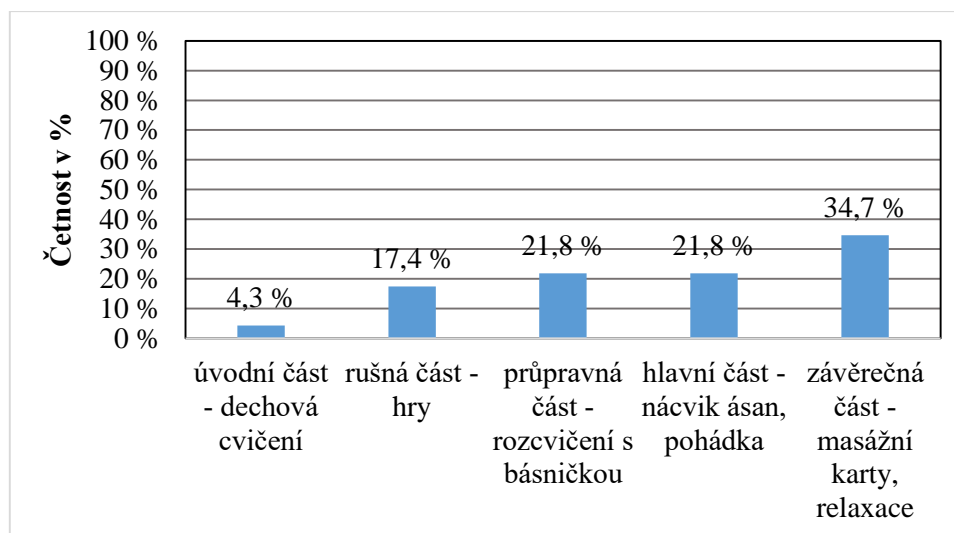 Četnost v %
100 %
90 %
80 %
70 %
60 %
50 %
40 %
30 %
20 %
10 %
0 %
4,3 %
17,4 %
21,8 %
21,8 %
34,7 %
úvodní část
- dechová
cvičení
rušná část -
hry
průpravná
část -
rozcvičení s
básničkou
hlavní část -
nácvik ásan,
pohádka
závěrečná
část -
masážní
karty,
relaxace